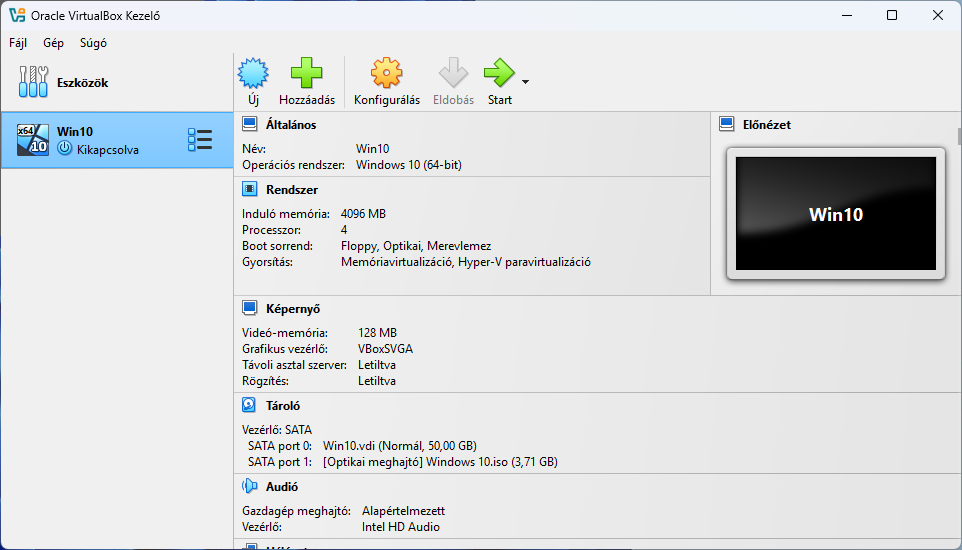 Oracle VirtualBox Kezelő
Fájl Gép Súgó
Eszközök
Új Hozzáadás Konfigurálás Eldobás Start
x64
10
Win10
Kikapcsolva
Általános
Név: Win10
Operációs rendszer: Windows 10 (64-bit)
Rendszer
Induló memória: 4096 MB
Processzor: 4
Boot sorrend: Floppy, Optikai, Merevlemez
Gyorsítás: Memóriavirtualizáció, Hyper-V paravirtualizáció
Előnézet
Win10
Képernyő
Videó-memória: 128 MB
Grafikus vezérlő: VBoxSVGA
Távoli asztal szerver: Letiltva
Rögzítés: Letiltva
Tároló
Vezérlő: SATA
SATA port 0: Win10.vdi (Normál, 50,00 GB)
SATA port 1: [Optikai meghajtó] Windows 10.iso (3,71 GB)
Audió
Gazdagép meghajtó: Alapértelmezett
Vezérlő: Intel HD Audio